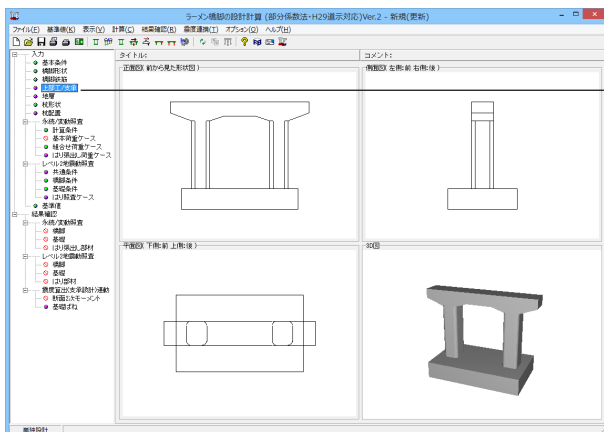 ラーメン橋脚の設計計算（部分係数法・H29道示対応)Ver.2 - 新規(更新)
ファイル(F) 基準値(K) 表示(V) 計算(C) 結果確認(R) 震度連携(T) オプション(O) ヘルプ(H)
入力
基本条件
橋脚形状
橋脚鉄筋
上部工/支承
地層
杭形状
杭配置
永続/変動照査
計算条件
基本荷重ケース
組合せ荷重ケース
はり張出し荷重ケース
レベル2地震動照査
共通条件
橋脚条件
基礎条件
はり照査ケース
基準値
結果確認
永続/変動照査
橋脚
基礎
はり張出し部材
レベル2地震動照査
橋脚
基礎
はり部材
震度算出(支承設計)連動
断面2次モーメント
基礎ばね
タイトル:
コメント:
正面図( 前から見た形状図 )
側面図( 左側:前 右側:後 )
平面図( 下側:前 上側:後 )
3D図
単独設計